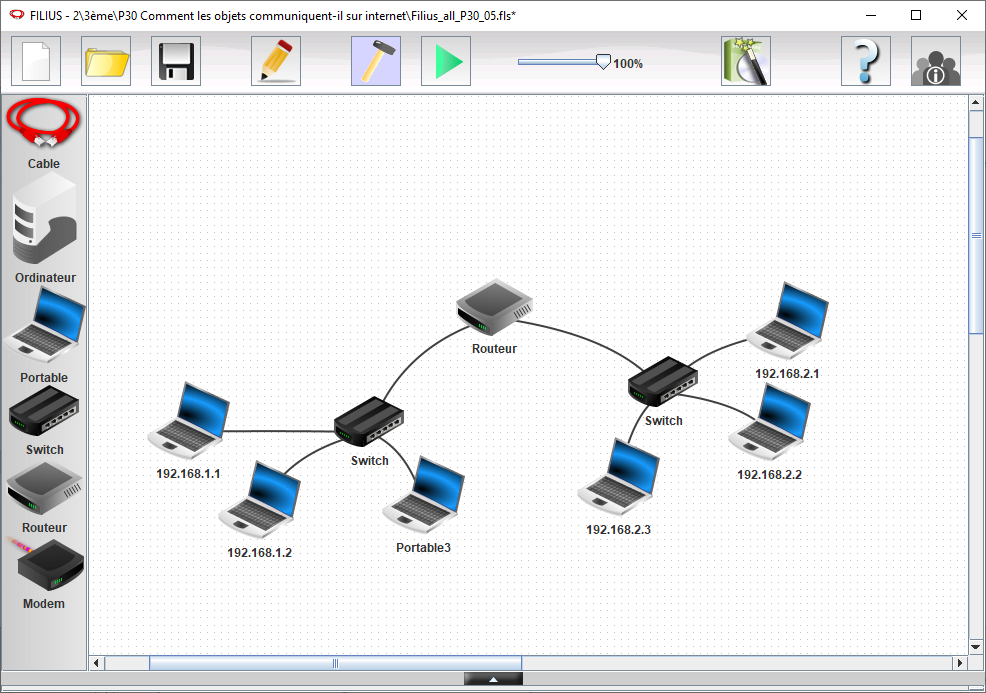 FILIUS - 2\3ème\P30 Comment les objets communiquent-il sur internet\Filius_all_P30_05.fls*
100%
Cable
Ordinateur
Portable
Switch
Routeur
Modem
Routeur
192.168.2.1
Switch
Switch
192.168.1.1
192.168.2.2
192.168.2.3
192.168.1.2
Portable3